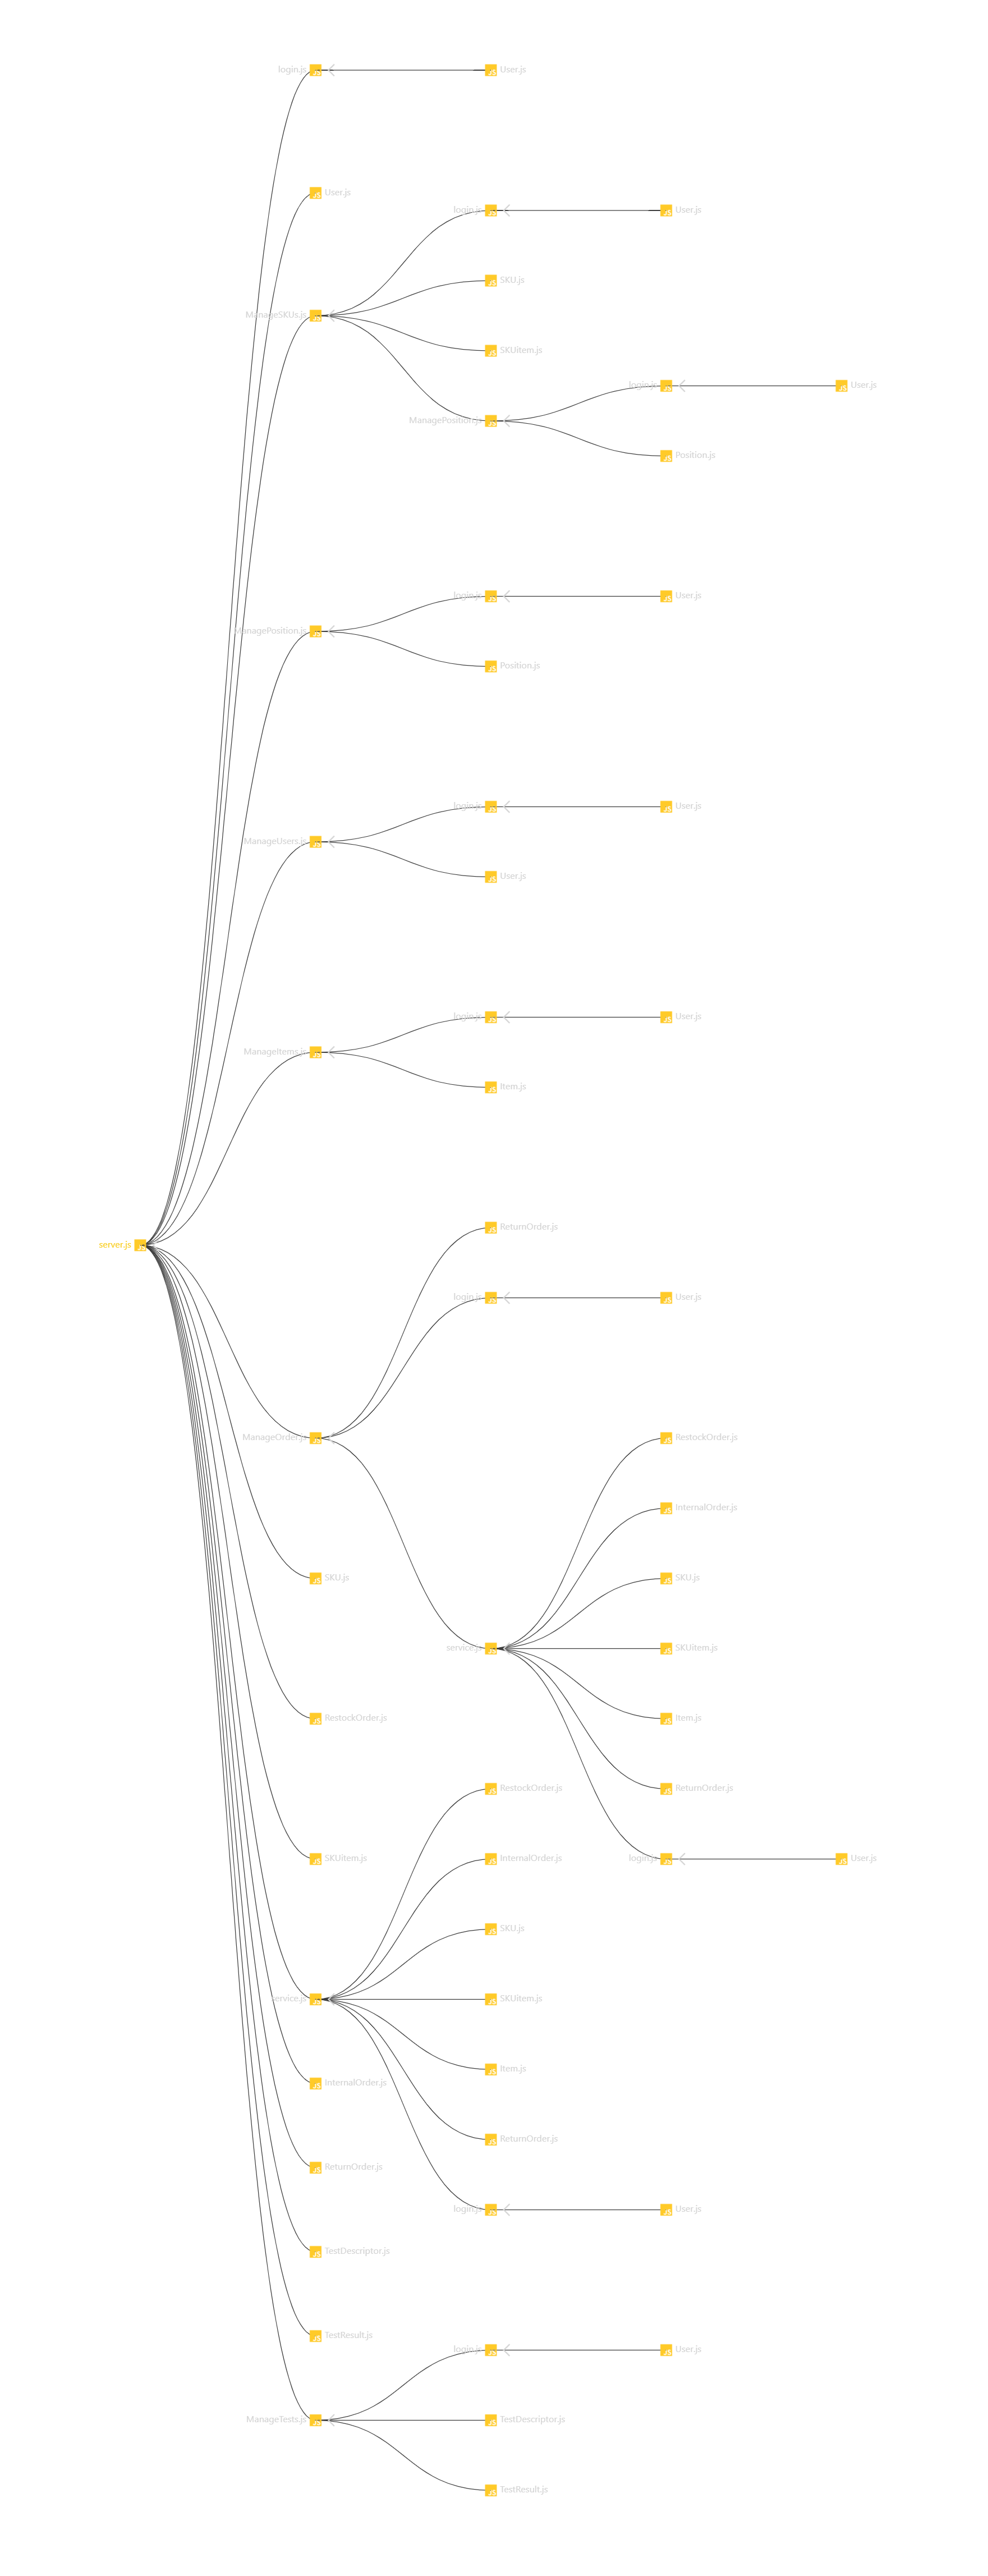 login.js
User.js
User.js
login.js
User.js
SKU.js
ManageSKUs.js
SKUitem.js
login.js
User.js
ManagePosition.js
Position.js
login.js
User.js
ManagePosition.js
Position.js
login.js
User.js
ManageUsers.js
User.js
login.js
User.js
ManageItems.js
Item.js
ReturnOrder.js
server.js
login.js
User.js
ManageOrder.js
RestockOrder.js
InternalOrder.js
SKU.js
SKU.js
service.js
SKUitem.js
RestockOrder.js
Item.js
RestockOrder.js
ReturnOrder.js
SKUitem.js
InternalOrder.js
login.js
User.js
SKU.js
service.js
SKUitem.js
Item.js
InternalOrder.js
ReturnOrder.js
ReturnOrder.js
login.js
User.js
TestDescriptor.js
TestResult.js
login.js
User.js
ManageTests.js
TestDescriptor.js
TestResult.js